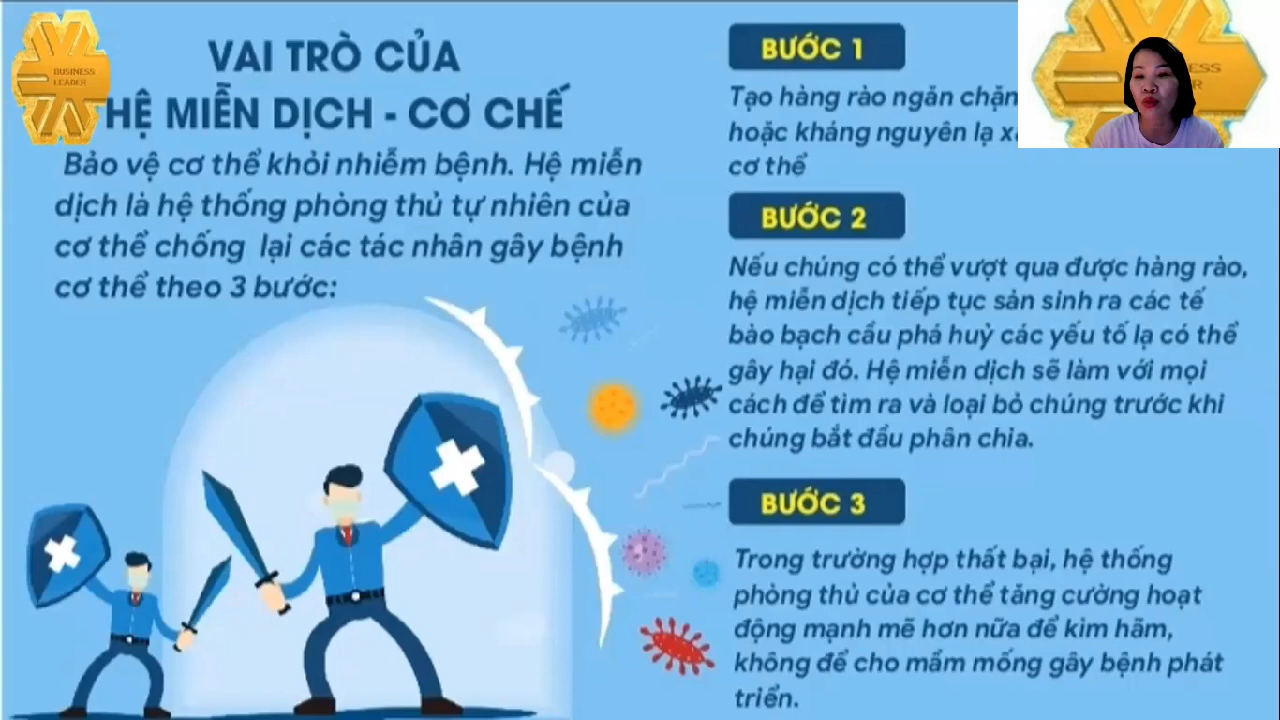 BUSINESS
LEADER
VAI TRÒ CỦA
HỆ MIỄN DỊCH - CƠ CHẾ
Bảo vệ cơ thể khỏi nhiễm bệnh. Hệ miễn
dịch là hệ thống phòng thủ tự nhiên của
cơ thể chống lại các tác nhân gây bệnh
cơ thể theo 3 bước:
BƯỚC 1
Tạo hàng rào ngăn chặn
hoặc kháng nguyên lạ
cơ thể
BƯỚC 2
Nếu chúng có thể vượt qua được hàng rào,
hệ miễn dịch tiếp tục sản sinh ra các tế
bào bạch cầu phá huỷ các yếu tố lạ có thể
gây hại đó. Hệ miễn dịch sẽ làm với mọi
cách để tìm ra và loại bỏ chúng trước khi
chúng bắt đầu phân chia.
BƯỚC 3
Trong trường hợp thất bại, hệ thống
phòng thủ của cơ thể tăng cường hoạt
động mạnh mẽ hơn nữa để kìm hãm,
không để cho mầm mống gây bệnh phát
triển.